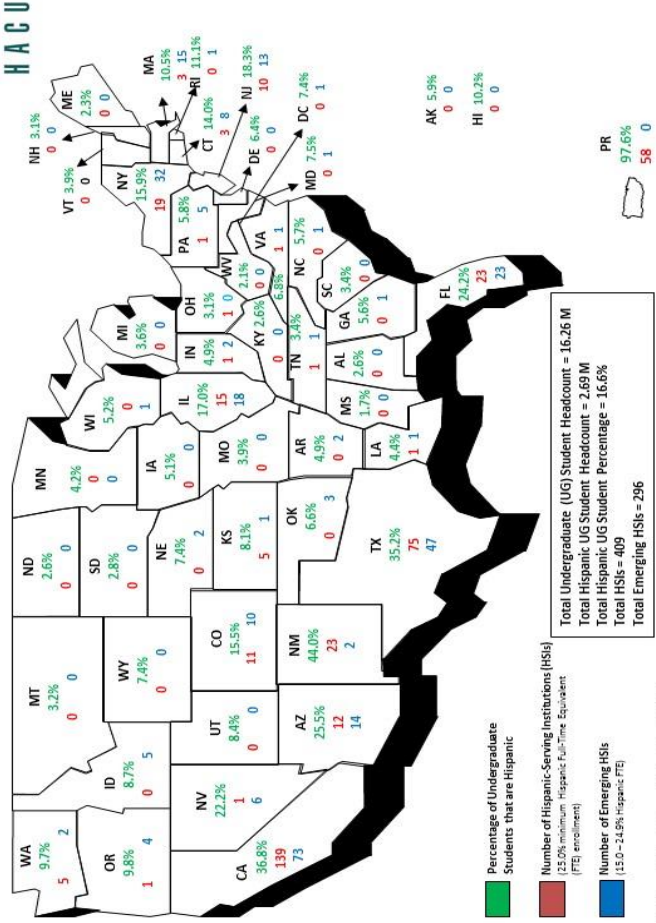 HACU
WA
9.7%
5 2
OR
9.8%
1 4
CA
36.8%
139
73
NV
22.2%
1
6
ID
8.7%
0 5
MT
3.2%
0 0
WY
7.4%
0 0
UT
8.4%
0 0
CO
15.5%
11 10
AZ
25.5%
12
14
NM
44.0%
23
2
ND
2.6%
0 0
SD
2.8%
0 0
NE
7.4%
0 2
KS
8.1%
5 1
OK
6.6%
0 3
TX
35.2%
75
47
MN
4.2%
0
0
IA
5.1%
0 0
MO
3.9%
0 0
AR
4.9%
0 2
LA
4.4%
1 1
WI
5.2%
0
1
IL
17.0%
15
18
MS
1.7%
0 0
MI
3.6%
0 0
IN
4.9%
1 2
OH
3.1%
1 0
KY 2.6%
0 0
TN 3.4%
1 1
AL
2.6%
0 0
GA
5.6%
0 1
FL
24.2%
23
23
SC
3.4%
0 0
NC
5.7%
0 1
VA
6.8%
1 1
WV
2.1%
0 0
PA 5.8%
1 5
NY
15.9%
19 32
VT 3.9%
0 0
NH 3.1%
0 0
ME
2.3%
0 0
MA
10.5%
3 15
RI 11.1%
0 1
CT 14.0%
3 8
NJ 18.3%
10 13
DE 6.4%
0 0
DC 7.4%
0 1
MD 7.5%
0 1
AK 5.9%
0 0
HI 10.2%
0 0
PR
97.6%
58 0
Percentage of Undergraduate
Students that are Hispanic
Number of Hispanic-Serving Institutions (HSIs)
(25.0% minimum Hispanic Full-Time Equivalent
(FTE) enrollment)
Number of Emerging HSIs
(15.0 – 24.9% Hispanic FTE)
Total Undergraduate (UG) Student Headcount = 16.26 M
Total Hispanic UG Student Headcount = 2.69 M
Total Hispanic UG Student Percentage = 16.6%
Total HSIs = 409
Total Emerging HSIs = 296